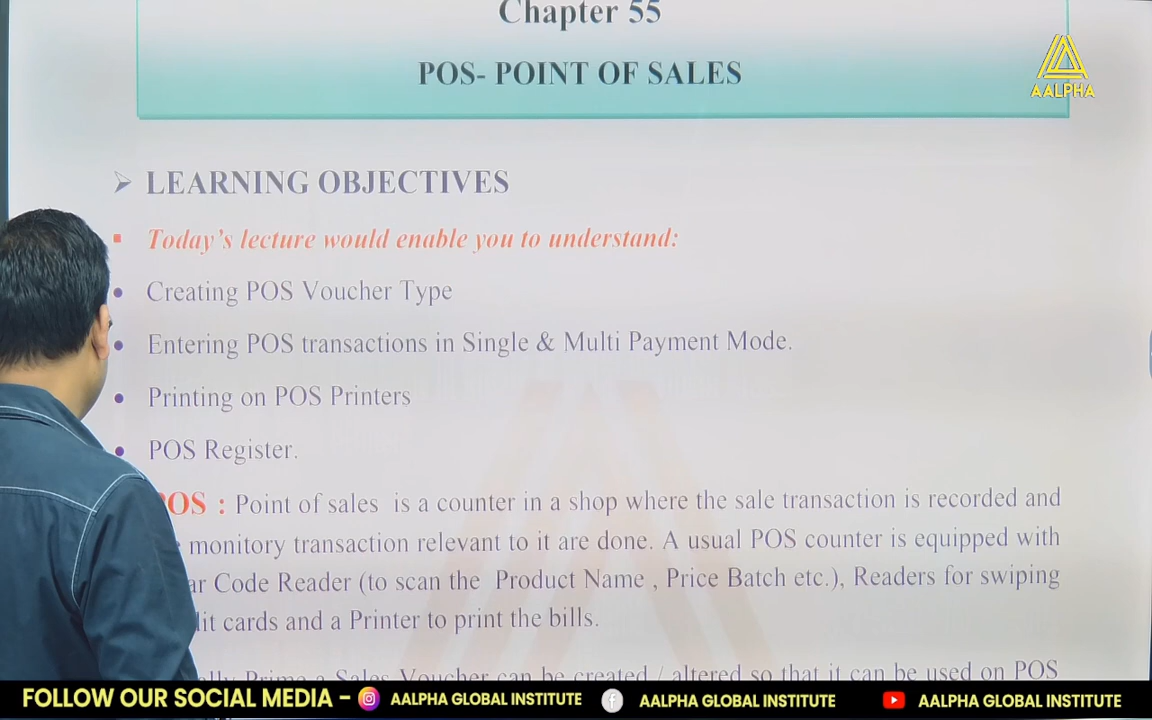 Chapter 55
POS- POINT OF SALES
AALPHA
LEARNING OBJECTIVES
Today's lecture would enable you to understand:
Creating POS Voucher Type
Entering POS transactions in Single & Multi Payment Mode.
Printing on POS Printers
POS Register.
POS : Point of sales is a counter in a shop where the sale transaction is recorded and
monitory transaction relevant to it are done. A usual POS counter is equipped with
Code Reader (to scan the Product Name , Price Batch etc.), Readers for swiping
cards and a Printer to print the bills.
Prime a Sales Voucher can be created / altered so that it can be used on POS
FOLLOW OUR SOCIAL MEDIA - AALPHA GLOBAL INSTITUTE AALPHA GLOBAL INSTITUTE AALPHA GLOBAL INSTITUTE